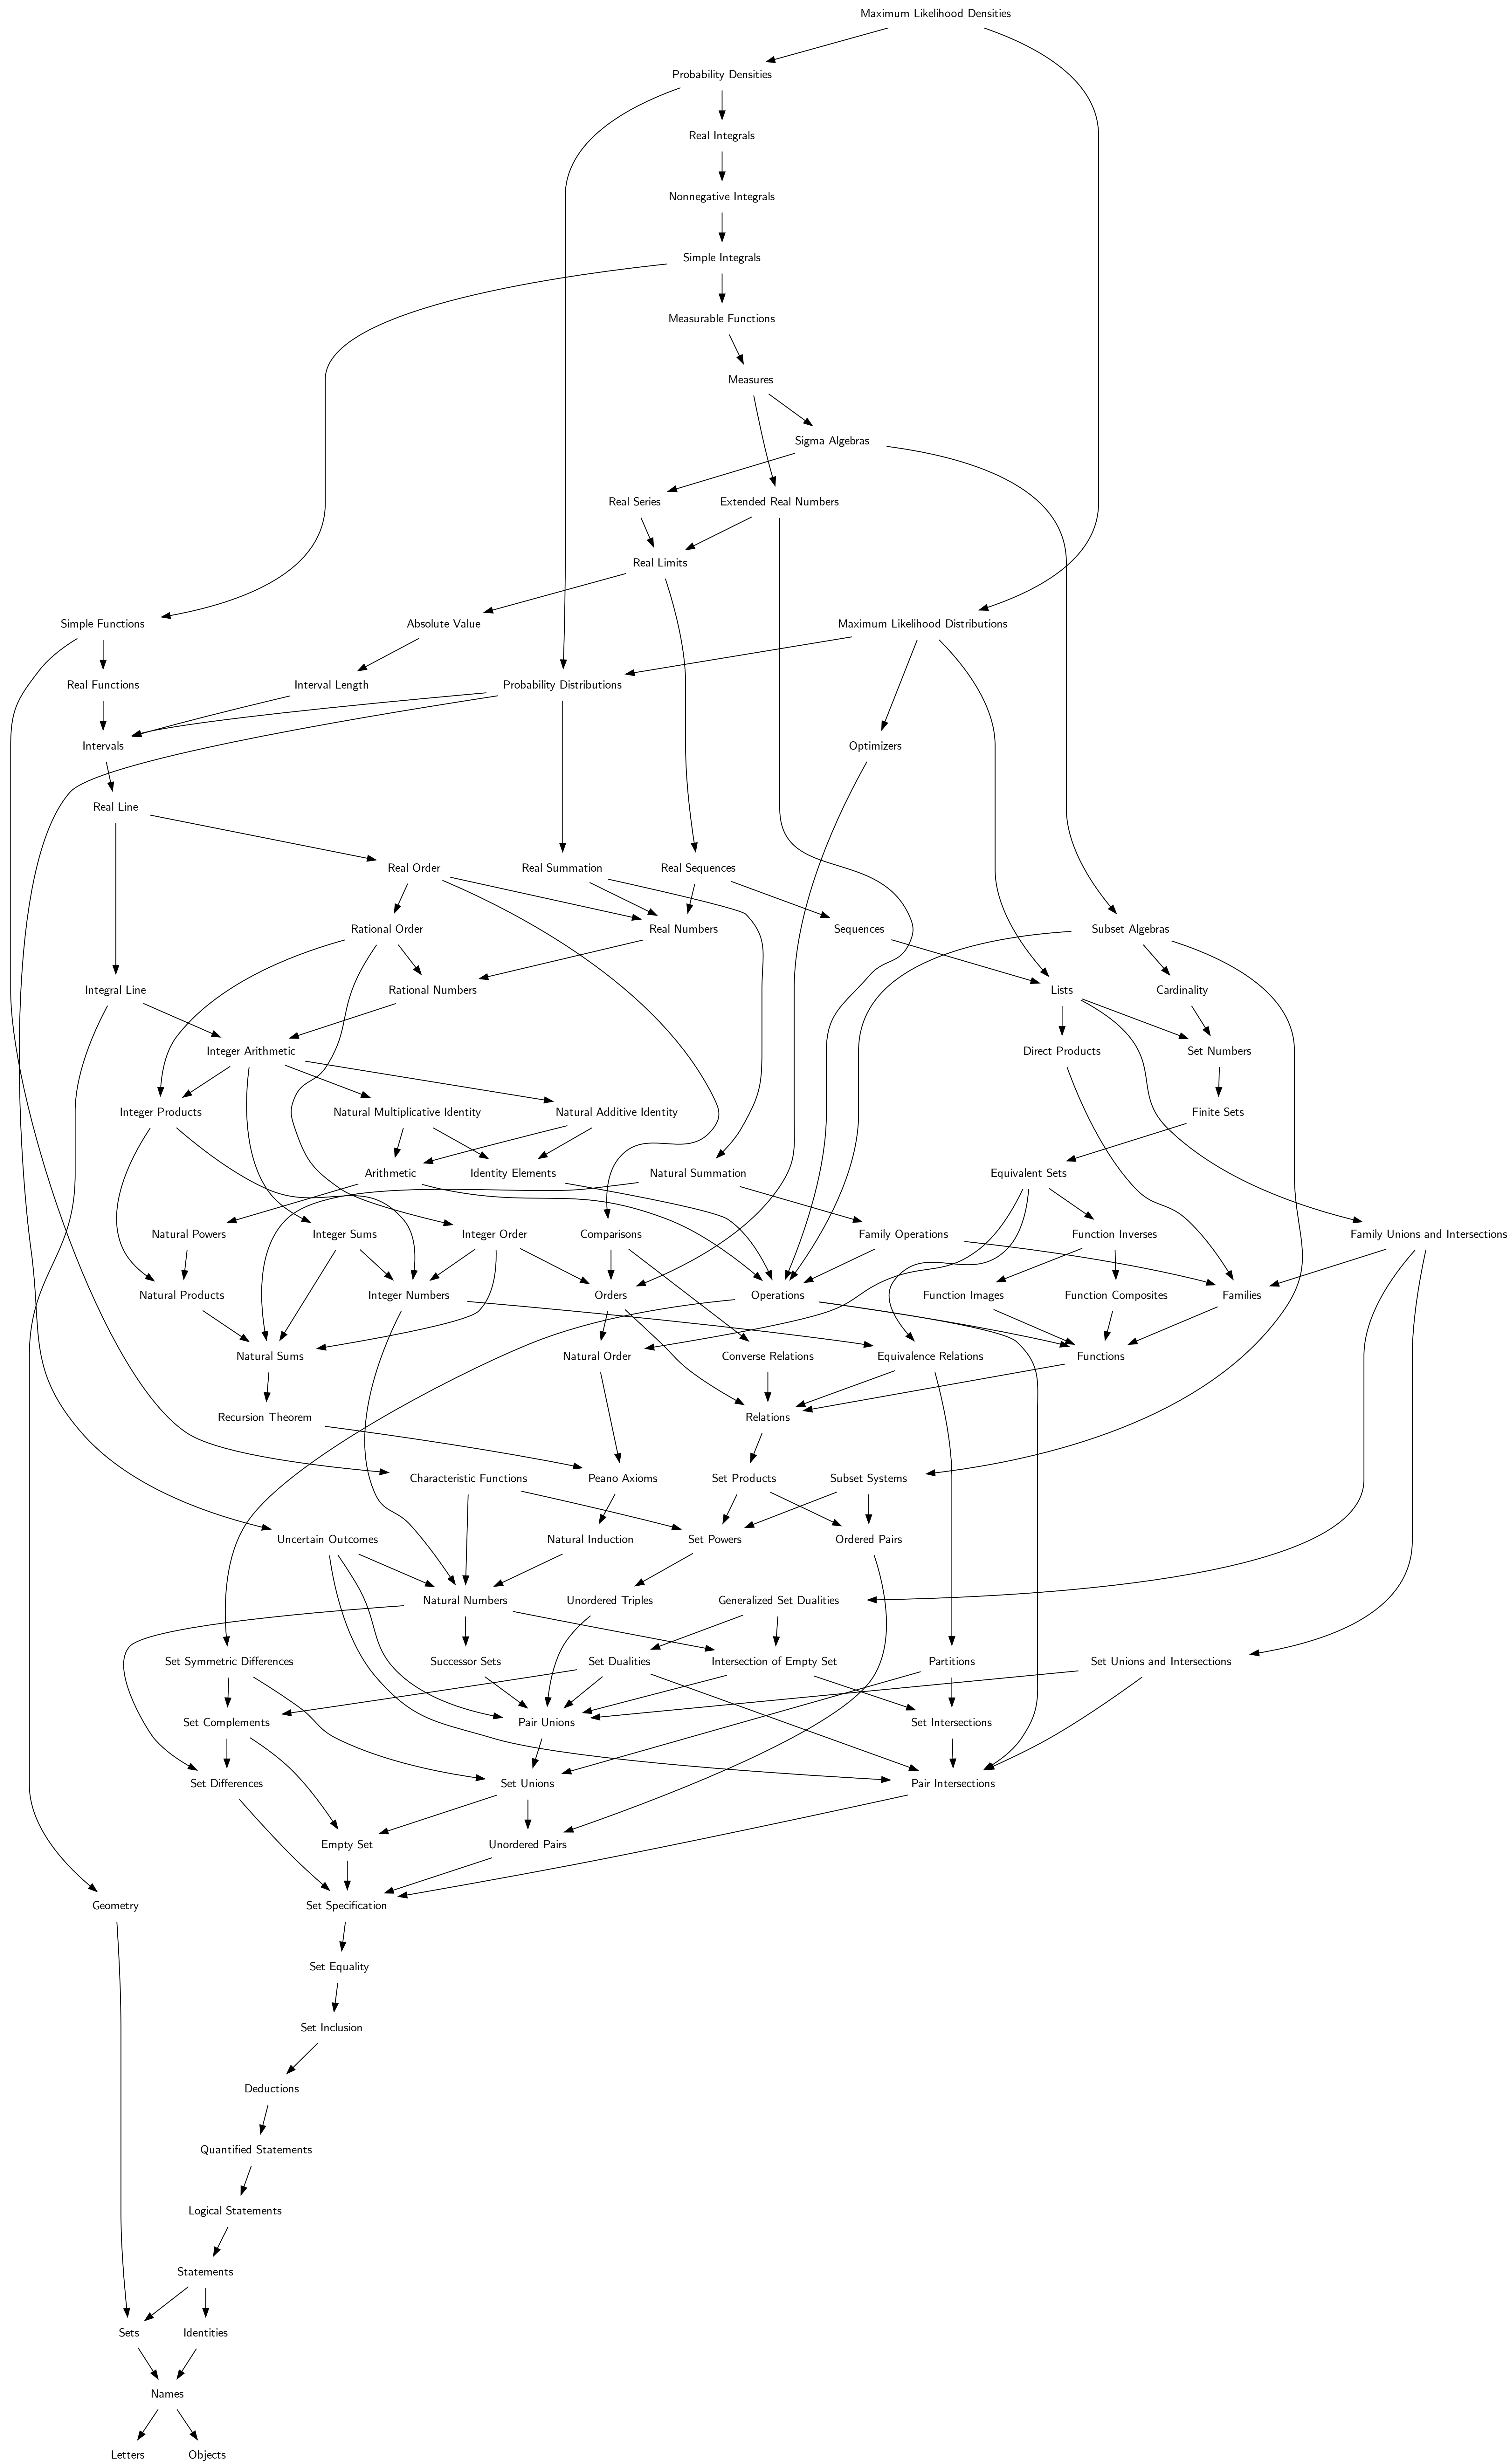 Maximum Likelihood Densities
Probability Densities
Real Integrals
Nonnegative Integrals
Simple Integrals
Measurable Functions
Measures
Sigma Algebras
Real Series
Extended Real Numbers
Real Limits
Simple Functions
Absolute Value
Maximum Likelihood Distributions
Real Functions
Interval Length
Probability Distributions
Intervals
Optimizers
Real Line
Real Order
Real Summation
Real Sequences
Rational Order
Real Numbers
Sequences
Subset Algebras
Integral Line
Rational Numbers
Lists
Cardinality
Integer Arithmetic
Direct Products
Set Numbers
Integer Products
Natural Multiplicative Identity
Natural Additive Identity
Finite Sets
Arithmetic
Identity Elements
Natural Summation
Equivalent Sets
Natural Powers
Integer Sums
Integer Order
Comparisons
Family Operations
Function Inverses
Family Unions and Intersections
Natural Products
Integer Numbers
Orders
Operations
Function Images
Function Composites
Families
Natural Sums
Natural Order
Converse Relations
Equivalence Relations
Functions
Recursion Theorem
Relations
Characteristic Functions
Peano Axioms
Set Products
Subset Systems
Uncertain Outcomes
Natural Induction
Set Powers
Ordered Pairs
Natural Numbers
Unordered Triples
Generalized Set Dualities
Set Symmetric Differences
Successor Sets
Set Dualities
Intersection of Empty Set
Partitions
Set Unions and Intersections
Set Complements
Pair Unions
Set Intersections
Set Differences
Set Unions
Pair Intersections
Empty Set
Unordered Pairs
Geometry
Set Specification
Set Equality
Set Inclusion
Deductions
Quantified Statements
Logical Statements
Statements
Sets
Identities
Names
Letters
Objects